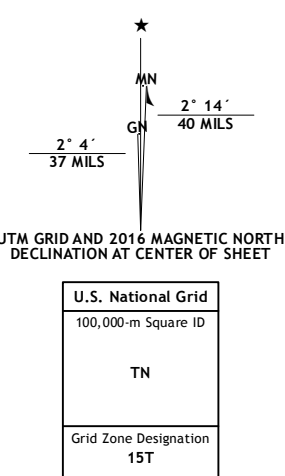 ★
MN
GN
2° 14´
40 MILS
2° 4´
37 MILS
UTM GRID AND 2016 MAGNETIC NORTH
DECLINATION AT CENTER OF SHEET
U.S. National Grid
100,000-m Square ID
TN
Grid Zone Designation
15T